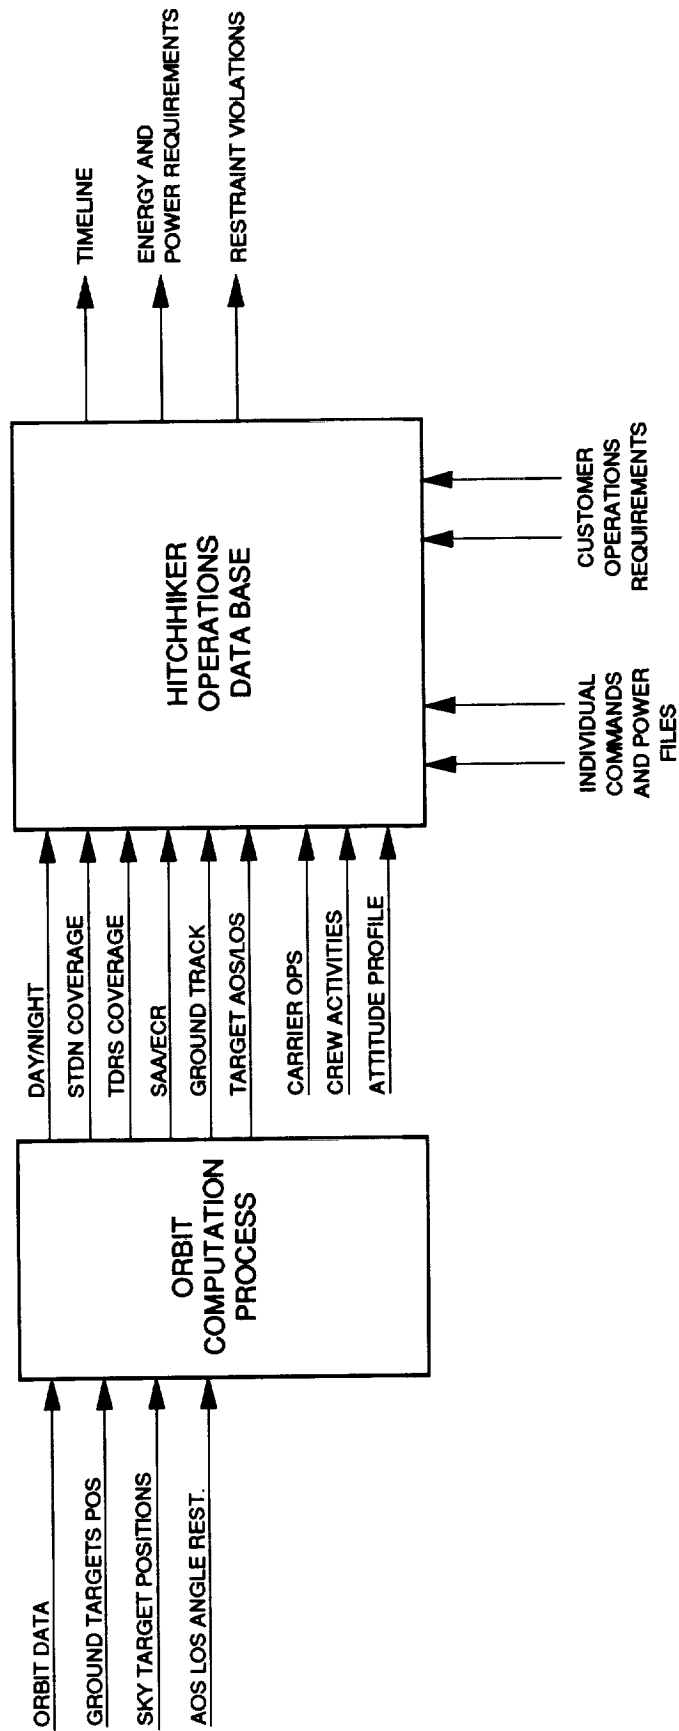 ORBIT DATA
GROUND TARGETS POS
SKY TARGET POSITIONS
AOS LOS ANGLE REST.
ORBIT
COMPUTATION
PROCESS
DAY/NIGHT
STDN COVERAGE
TDRS COVERAGE
SAA/ECR
GROUND TRACK
TARGET AOS/LOS
CARRIER OPS
CREW ACTIVITIES
ATTITUDE PROFILE
HITCHHIKER
OPERATIONS
DATA BASE
INDIVIDUAL
COMMANDS
AND POWER
FILES
CUSTOMER
OPERATIONS
REQUIREMENTS
TIMELINE
ENERGY AND
POWER REQUIREMENTS
RESTRAINT VIOLATIONS